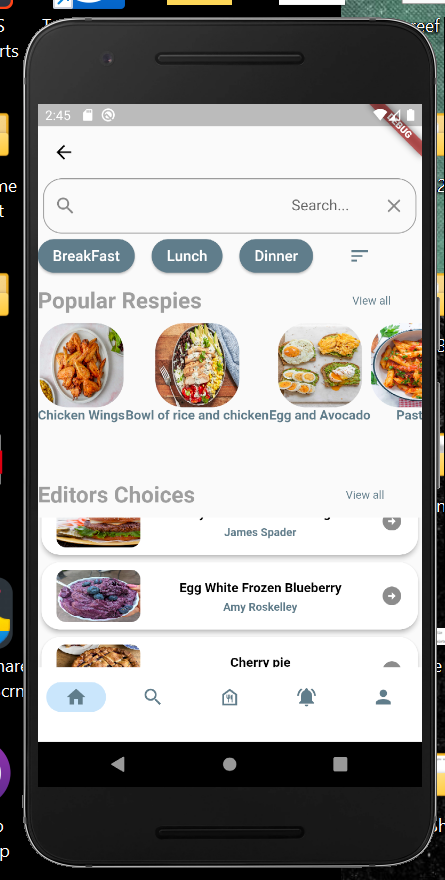 2:45
DEBUG
Search...
BreakFast
Lunch
Dinner
Popular Respies
View all
Chicken Wings
Bowl of rice and chicken
Egg and Avocado
Past
Editors Choices
View all
James Spader
Egg White Frozen Blueberry
Amy Roskelley
Cherry pie